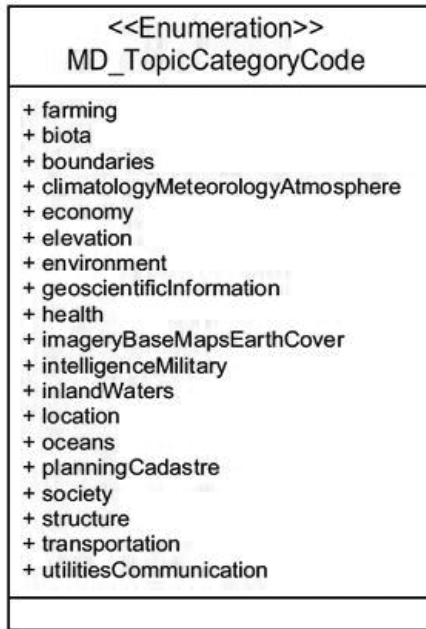 <<Enumeration>>
MD_TopicCategoryCode
+ farming
+ biota
+ boundaries
+ climatologyMeteorologyAtmosphere
+ economy
+ elevation
+ environment
+ geoscientificInformation
+ health
+ imageryBaseMapsEarthCover
+ intelligenceMilitary
+ inlandWaters
+ location
+ oceans
+ planningCadastre
+ society
+ structure
+ transportation
+ utilitiesCommunication